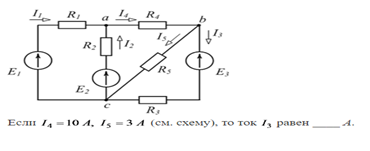 I₁ R₁ a I₄ R₄ b
R₂ I₂ I₅ I₃
E₁ E₂ R₅ E₃
c R₃
Если I₄ = 10 А, I₅ = 3 А (см. схему), то ток I₃ равен ____ А.